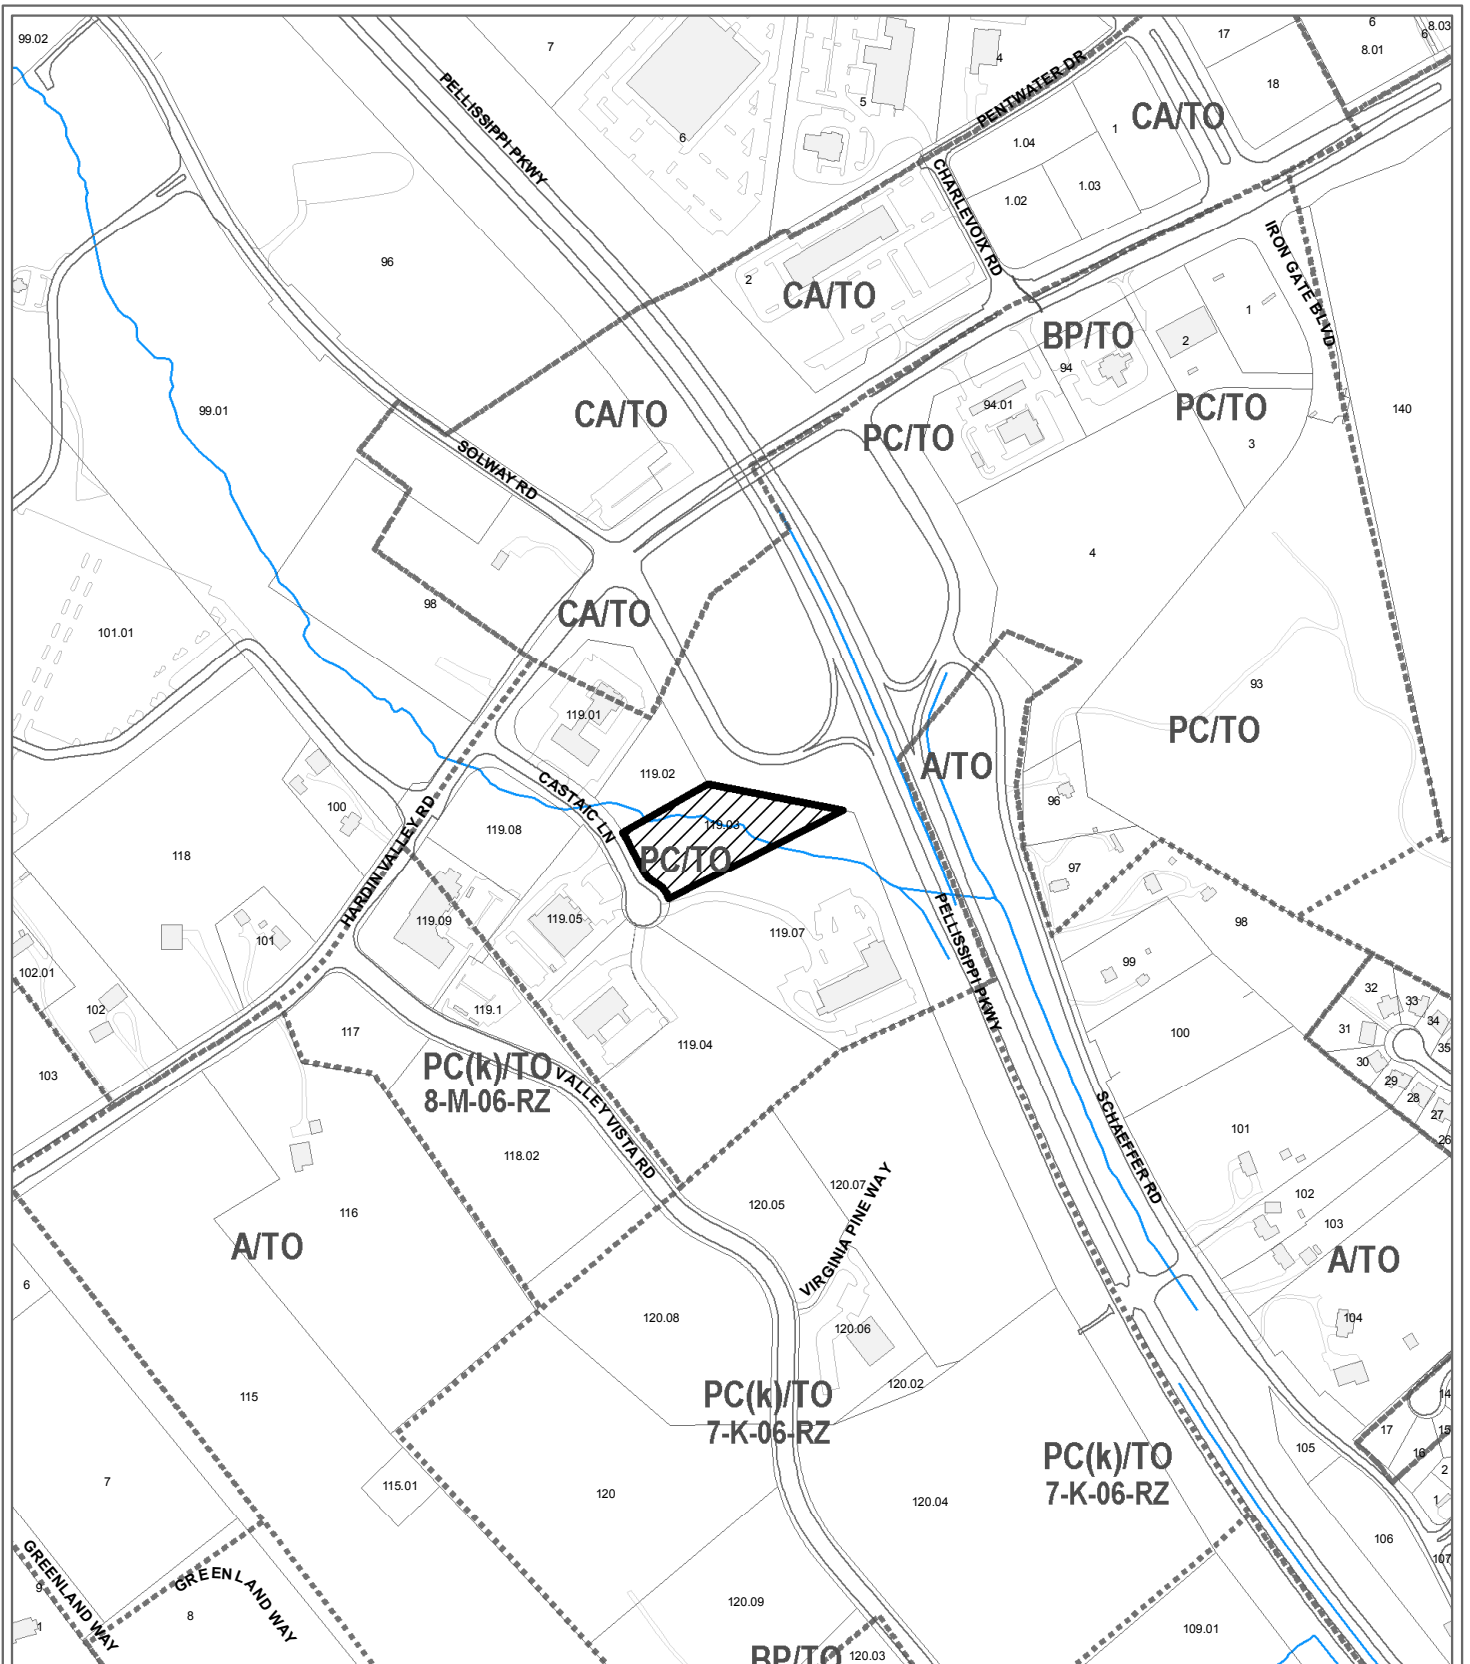 99.02
7
6
8.03
17
6
8.01
4
PELLISSIPPI PKWY
PENTWATER DR
18
5
CA/TO
1
6
1.04
CHARLEVOIX RD
1.03
1.02
IRON GATE BLVD
96
2
CA/TO
1
BP/TO
2
94
94.01
PC/TO
140
99.01
CA/TO
PC/TO
3
SOLWAY RD
4
98
CA/TO
101.01
93
119.01
PC/TO
119.02
A/TO
CASTAIC LN
96
100
HARDIN VALLEY RD
119.08
119.03
118
PC/TO
97
119.09
119.05
98
119.07
101
PELLISSIPPI PKWY
99
102.01
32
33
102
119.1
34
31
117
119.04
100
35
30
103
PC(k)/TO
8-M-06-RZ
VALLEY VISTA RD
29
SCHAEFFER RD
28
27
101
26
118.02
120.07
VIRGINIA PINE WAY
102
120.05
116
103
A/TO
A/TO
6
120.08
104
120.06
120.02
115
PC(k)/TO
7-K-06-RZ
14
17
15
105
16
PC(k)/TO
7-K-06-RZ
2
7
115.01
120
120.04
1
106
GREENLAND WAY
107
GREENLAND WAY
9
120.09
8
1
109.01
BP/TO
120.03